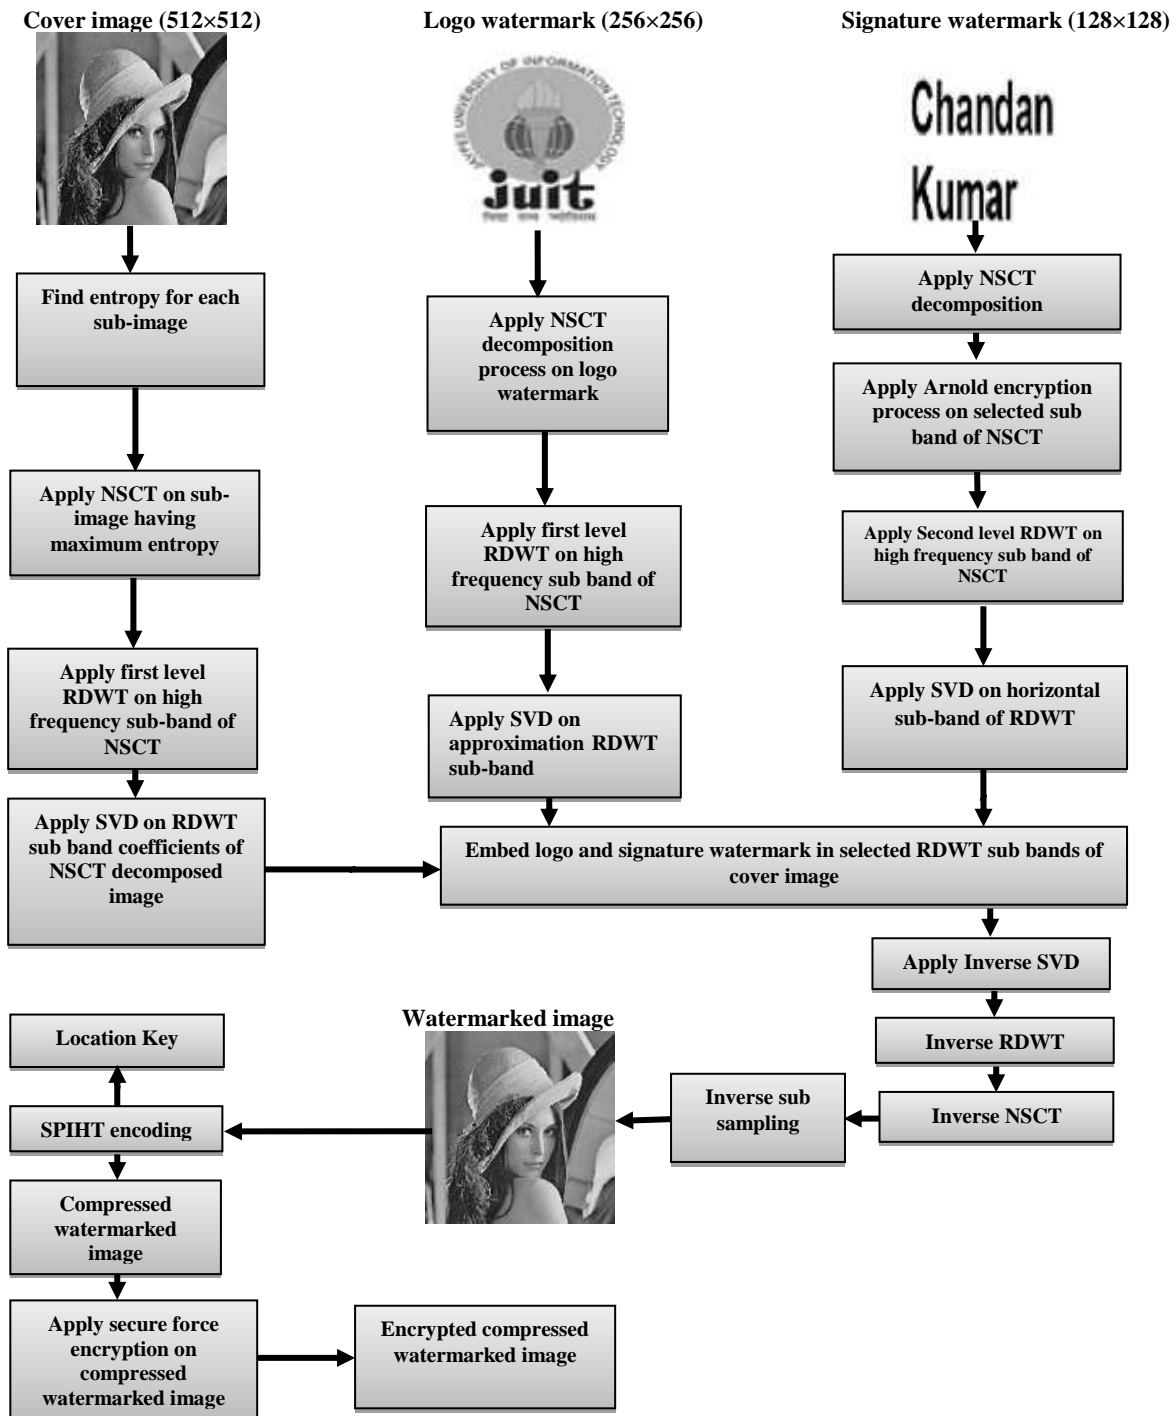 Cover image (512×512)
Logo watermark (256×256)
Signature watermark (128×128)
JAYPEE UNIVERSITY OF INFORMATION TECHNOLOGY
juit
Chandan
Kumar
Find entropy for each
sub-image
Apply NSCT
decomposition process on logo
watermark
Apply NSCT
decomposition
Apply Arnold encryption
process on selected sub
band of NSCT
Apply NSCT on sub-
image having
maximum entropy
Apply first level
RDWT on high
frequency sub band of
NSCT
Apply Second level RDWT on
high frequency sub band of
NSCT
Apply first level
RDWT on high
frequency sub-band of
NSCT
Apply SVD on
approximation RDWT
sub-band
Apply SVD on horizontal
sub-band of RDWT
Apply SVD on RDWT
sub band coefficients of
NSCT decomposed
image
Embed logo and signature watermark in selected RDWT sub bands of
cover image
Apply Inverse SVD
Inverse RDWT
Inverse NSCT
Inverse sub
sampling
Watermarked image
Location Key
SPIHT encoding
Compressed
watermarked
image
Apply secure force
encryption on
compressed
watermarked image
Encrypted compressed
watermarked image